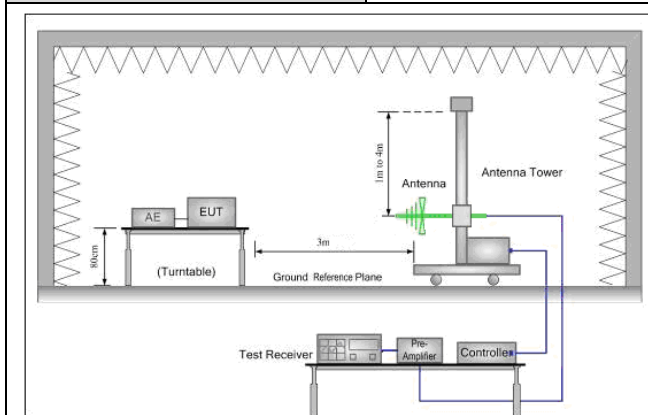 1m to 4m
Antenna
Antenna Tower
AE
EUT
80cm
(Turntable)
3m
Ground Reference Plane
Test Receiver
Pre-
Amplifier
Controller